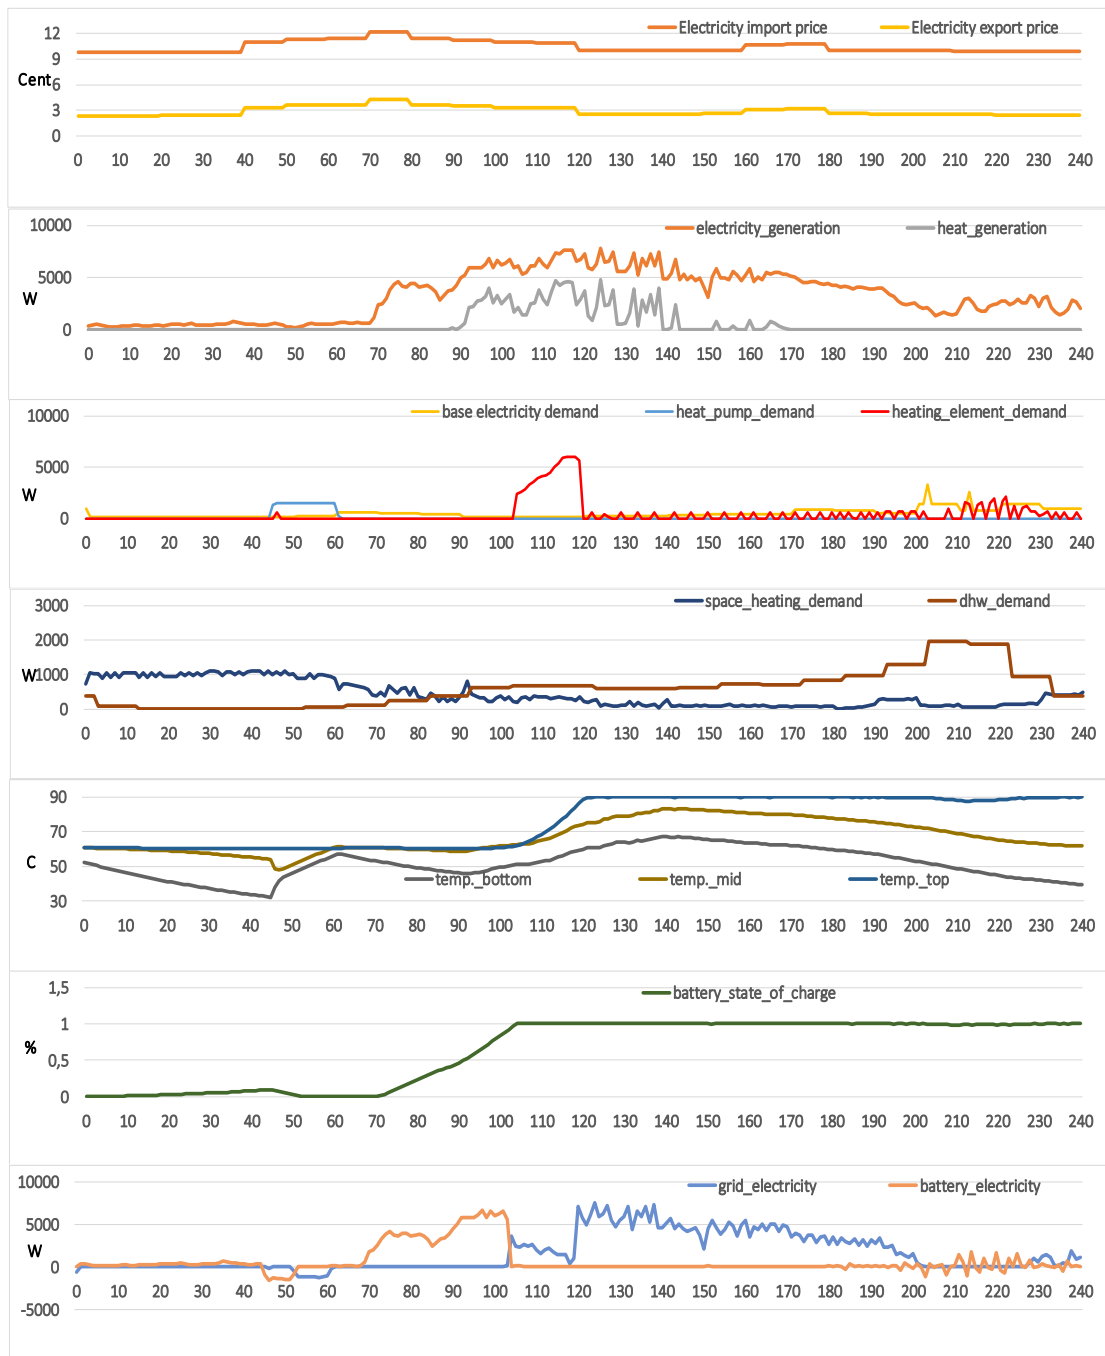 12 Electricity import price Electricity export price
9
Cent 6
3
0
0 10 20 30 40 50 60 70 80 90 100 110 120 130 140 150 160 170 180 190 200 210 220 230 240
10000 electricity_generation heat_generation
5000
W
0
0 10 20 30 40 50 60 70 80 90 100 110 120 130 140 150 160 170 180 190 200 210 220 230 240
10000 base electricity demand heat_pump_demand heating_element_demand
5000
W
0
0 10 20 30 40 50 60 70 80 90 100 110 120 130 140 150 160 170 180 190 200 210 220 230 240
3000 space_heating_demand dhw_demand
2000
W 1000
0
0 10 20 30 40 50 60 70 80 90 100 110 120 130 140 150 160 170 180 190 200 210 220 230 240
90
70
C 50
temp._bottom temp._mid temp._top
30
0 10 20 30 40 50 60 70 80 90 100 110 120 130 140 150 160 170 180 190 200 210 220 230 240
1,5 battery_state_of_charge
1
% 0,5
0
0 10 20 30 40 50 60 70 80 90 100 110 120 130 140 150 160 170 180 190 200 210 220 230 240
10000 grid_electricity battery_electricity
5000
W
0
0 10 20 30 40 50 60 70 80 90 100 110 120 130 140 150 160 170 180 190 200 210 220 230 240
-5000